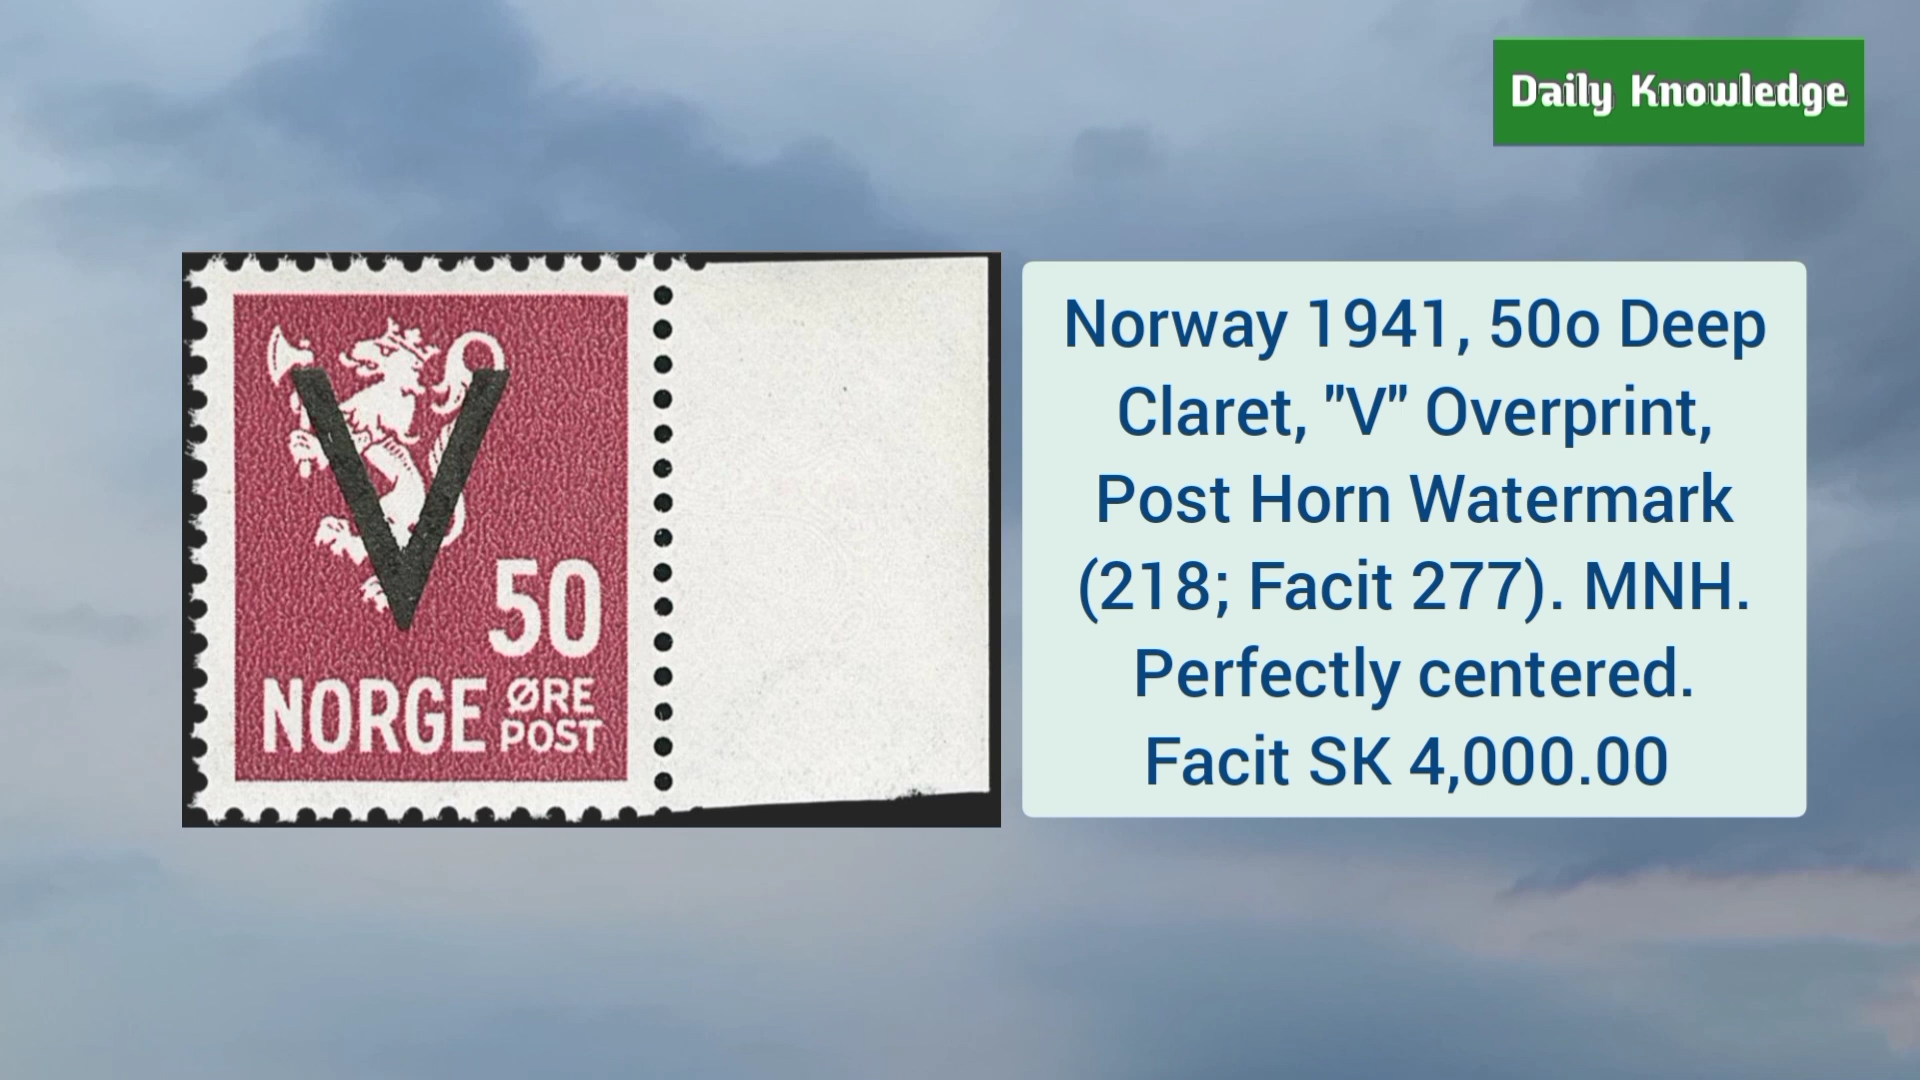 Daily Knowledge
Norway 1941, 50o Deep
Claret, "V" Overprint,
Post Horn Watermark
(218; Facit 277). MNH.
Perfectly centered.
Facit SK 4,000.00
V
50
NORGE ØRE
POST